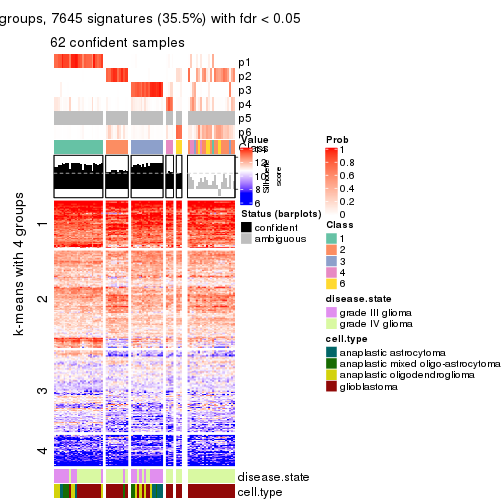 groups, 7645 signatures (35.5%) with fdr < 0.05
62 confident samples
p1
p2
p3
p4
p5
p6
Class
k-means with 4 groups
1
2
3
4
Value
14
12
10
8
6
Silhouette
score
Status (barplots)
confident
ambiguous
Prob
1
0.8
0.6
0.4
0.2
0
Class
1
2
3
4
6
disease.state
grade III glioma
grade IV glioma
cell.type
anaplastic astrocytoma
anaplastic mixed oligo-astrocytoma
anaplastic oligodendroglioma
glioblastoma
disease.state
cell.type